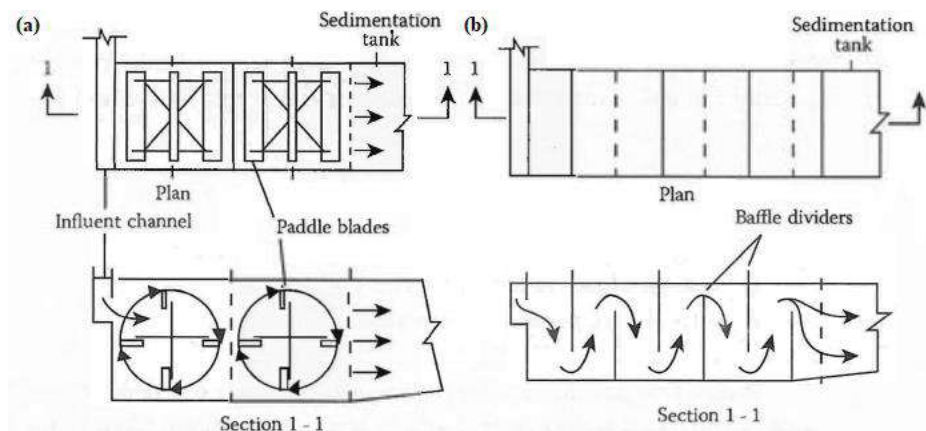 (a)
Sedimentation
tank
1
1
Plan
Influent channel
Paddle blades
Section 1 - 1
(b)
Sedimentation
tank
1
Plan
Baffle dividers
Section 1 - 1